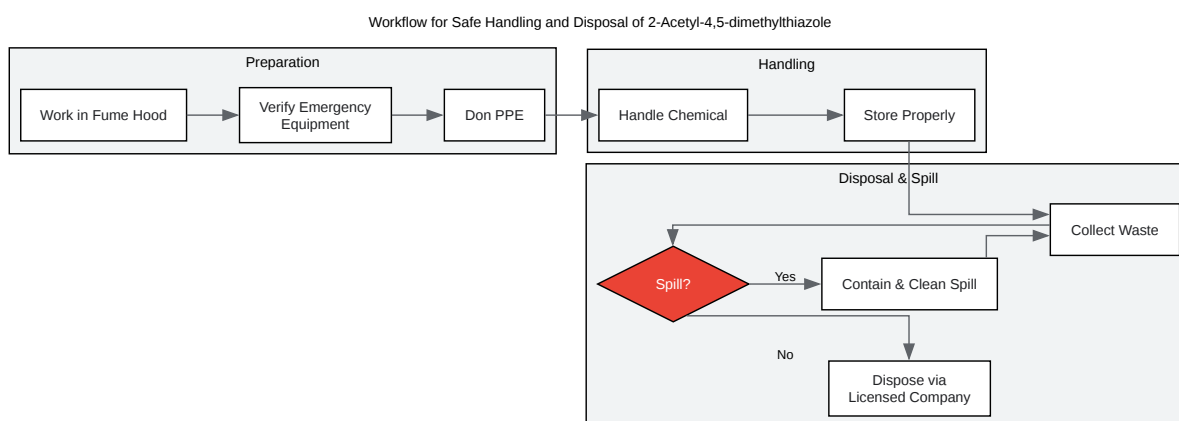 Workflow for Safe Handling and Disposal of 2-Acetyl-4,5-dimethylthiazole
Preparation
Work in Fume Hood
Verify Emergency
Equipment
Don PPE
Handling
Handle Chemical
Store Properly
Disposal & Spill
Collect Waste
Spill?
Yes
Contain & Clean Spill
No
Dispose via
Licensed Company